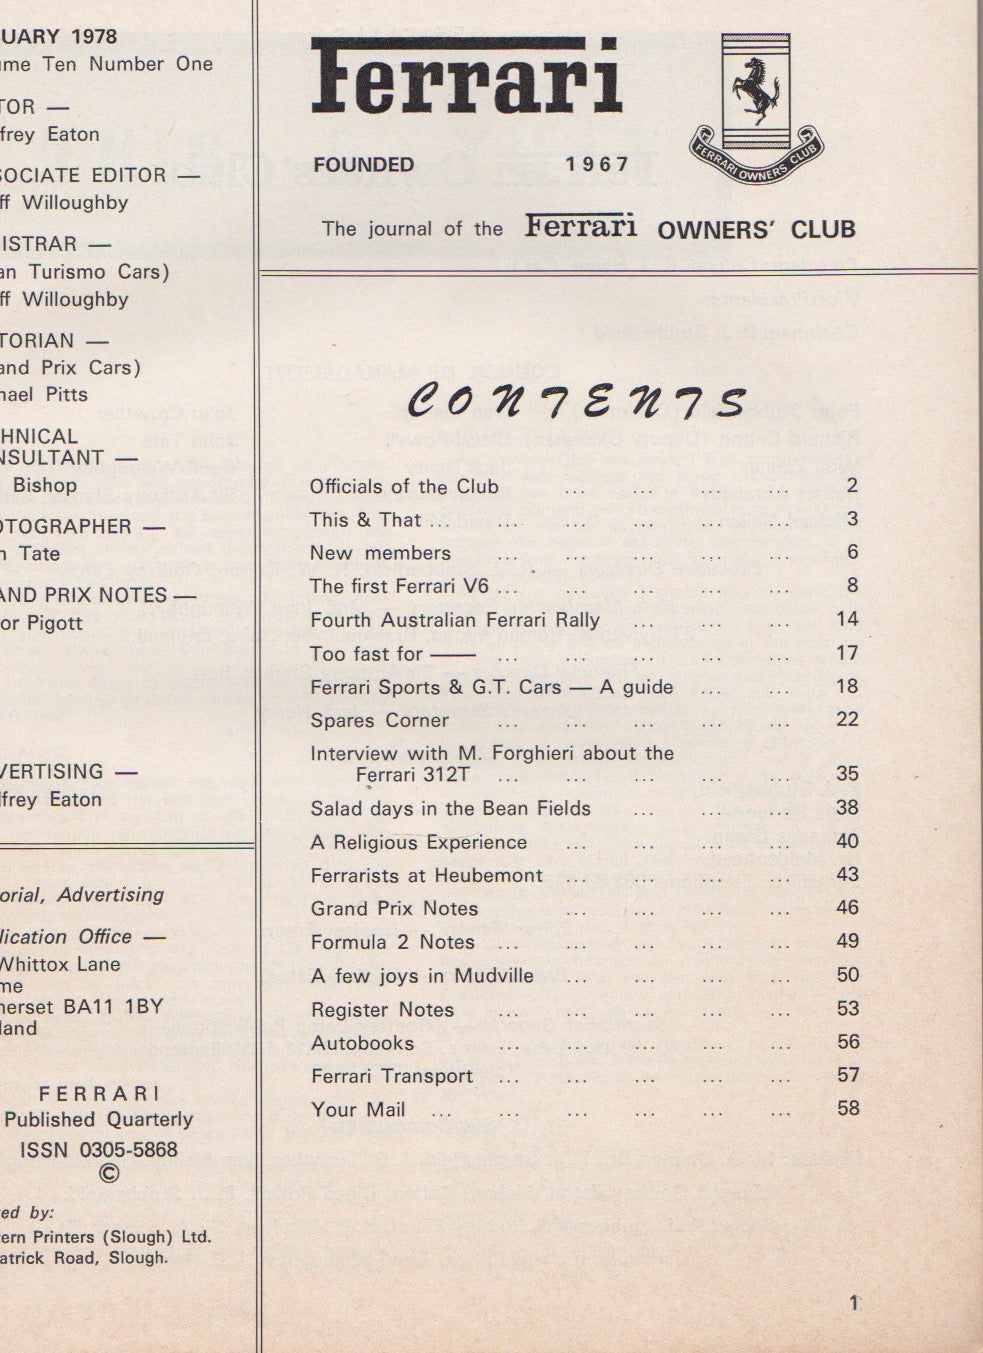 UARY 1978
me Ten Number One
TOR —
frey Eaton
SOCIATE EDITOR —
ff Willoughby
ISTRAR —
an Turismo Cars)
ff Willoughby
TORIAN —
and Prix Cars)
hael Pitts
HNICAL
NSULTANT —
Bishop
OTOGRAPHER —
n Tate
AND PRIX NOTES —
or Pigott
VERTISING —
dfrey Eaton
orial, Advertising
lication Office —
Whittox Lane
me
merset BA11 1BY
land
FERRARI
Published Quarterly
ISSN 0305-5868
©
ed by:
tern Printers (Slough) Ltd.
atrick Road, Slough.
Ferrari
FERRARI OWNERS' CLUB
FOUNDED 1967
The journal of the Ferrari OWNERS' CLUB
CONTENTS
Officials of the Club ... ... ... ... 2
This & That ... ... ... ... ... ... 3
New members ... ... ... ... ... 6
The first Ferrari V6 ... ... ... ... ... 8
Fourth Australian Ferrari Rally ... ... ... 14
Too fast for —— ... ... ... ... ... 17
Ferrari Sports & G.T. Cars — A guide ... ... 18
Spares Corner ... ... ... ... ... 22
Interview with M. Forghieri about the
Ferrari 312T ... ... ... ... ... 35
Salad days in the Bean Fields ... ... ... 38
A Religious Experience ... ... ... ... 40
Ferrarists at Heubemont ... ... ... ... 43
Grand Prix Notes ... ... ... ... 46
Formula 2 Notes ... ... ... ... ... 49
A few joys in Mudville ... ... ... ... 50
Register Notes ... ... ... ... ... 53
Autobooks ... ... ... ... ... 56
Ferrari Transport ... ... ... ... ... 57
Your Mail ... ... ... ... ... ... 58
1